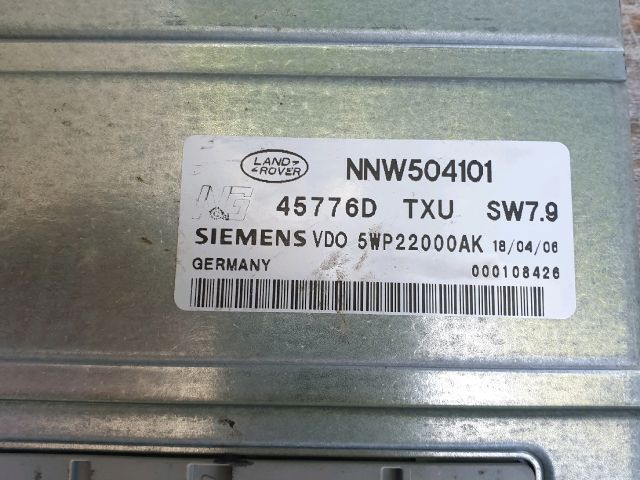 LAND ROVER NNW504101
45776D TXU SW7.9
SIEMENS VDO 5WP22000AK 18/04/06
GERMANY 000108426